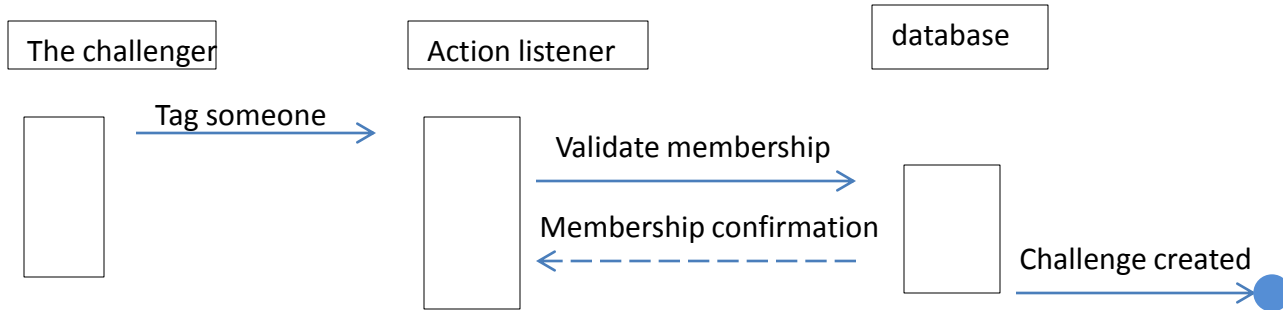 The challenger
Action listener
database
Tag someone
Validate membership
Membership confirmation
Challenge created